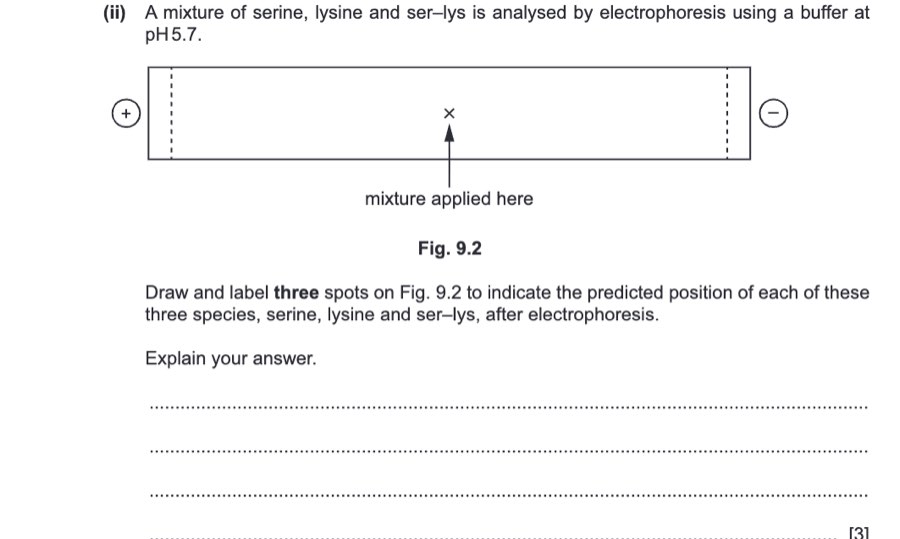 (ii) A mixture of serine, lysine and ser–lys is analysed by electrophoresis using a buffer at
pH 5.7.
+
×
−
mixture applied here
Fig. 9.2
Draw and label three spots on Fig. 9.2 to indicate the predicted position of each of these
three species, serine, lysine and ser–lys, after electrophoresis.
Explain your answer.
[3]